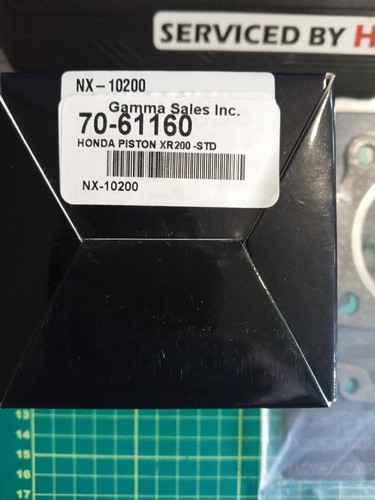 SERVICED BY H
NX-10200
Gamma Sales Inc.
70-61160
HONDA PISTON XR200 -STD
NX-10200
13
14
15
16
17